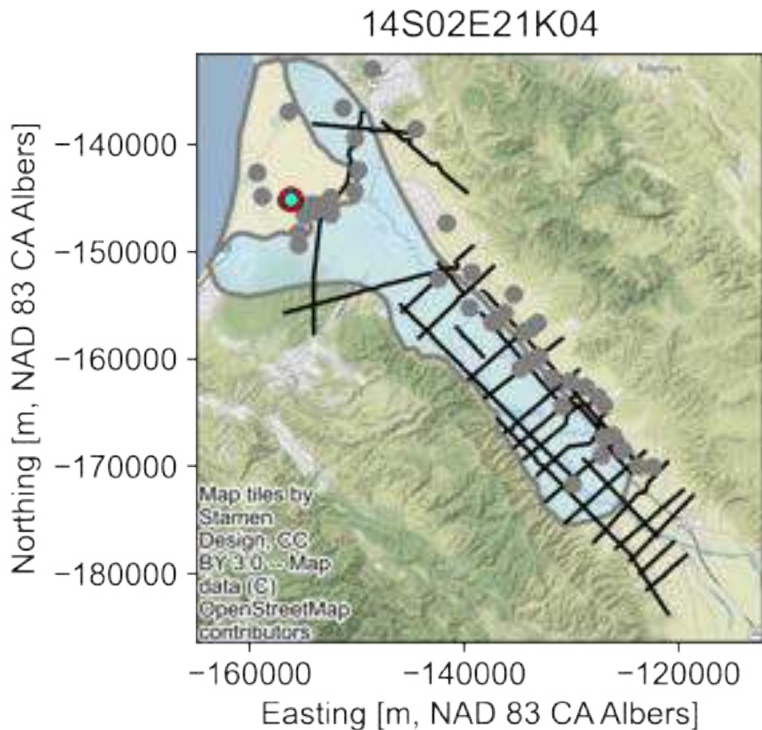 14S02E21K04
Northing [m, NAD 83 CA Albers]
−140000
−150000
−160000
−170000
−180000
Map tiles by
Stamen
Design, CC
BY 3.0 -- Map
data (C)
OpenStreetMap
contributors
−160000
−140000
−120000
Easting [m, NAD 83 CA Albers]